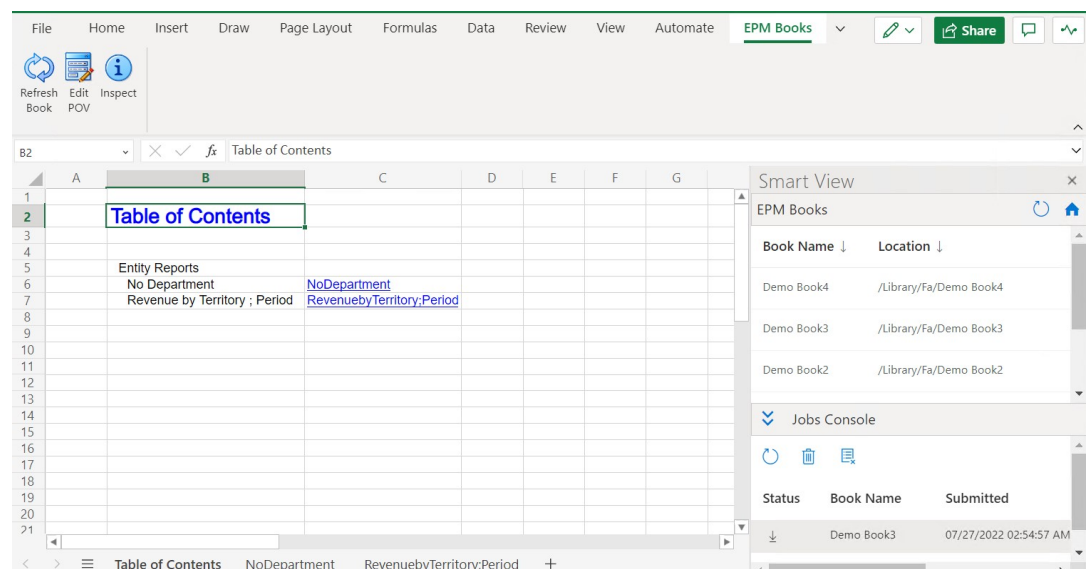 File Home Insert Draw Page Layout Formulas Data Review View Automate EPM Books Share
Refresh Book Edit POV Inspect
B2 fx Table of Contents
A B C D E F G
1
2 Table of Contents
3
4
5 Entity Reports
6 No Department NoDepartment
7 Revenue by Territory ; Period RevenuebyTerritory;Period
8
9
10
11
12
13
14
15
16
17
18
19
20
21
Table of Contents NoDepartment RevenuebyTerritory;Period
Smart View
EPM Books
Book Name ↓ Location ↓
Demo Book4 /Library/Fa/Demo Book4
Demo Book3 /Library/Fa/Demo Book3
Demo Book2 /Library/Fa/Demo Book2
Jobs Console
Status Book Name Submitted
Demo Book3 07/27/2022 02:54:57 AM